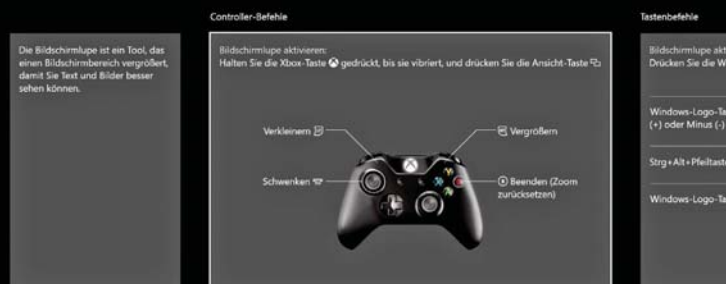 Controller-Befehle
Tastenbefehle
Die Bildschirmlupe ist ein Tool, das
einen Bildschirmbereich vergrößert,
damit Sie Text und Bilder besser
sehen können.
Bildschirmlupe aktivieren:
Halten Sie die Xbox-Taste gedrückt, bis sie vibriert, und drücken Sie die Ansicht-Taste
Verkleinern
Vergrößern
Schwenken
Beenden (Zoom
zurücksetzen)
Bildschirmlupe akt
Drücken Sie die W
Windows-Logo-Ta
(+) oder Minus (-)
Strg+Alt+Pfeiltast
Windows-Logo-Ta